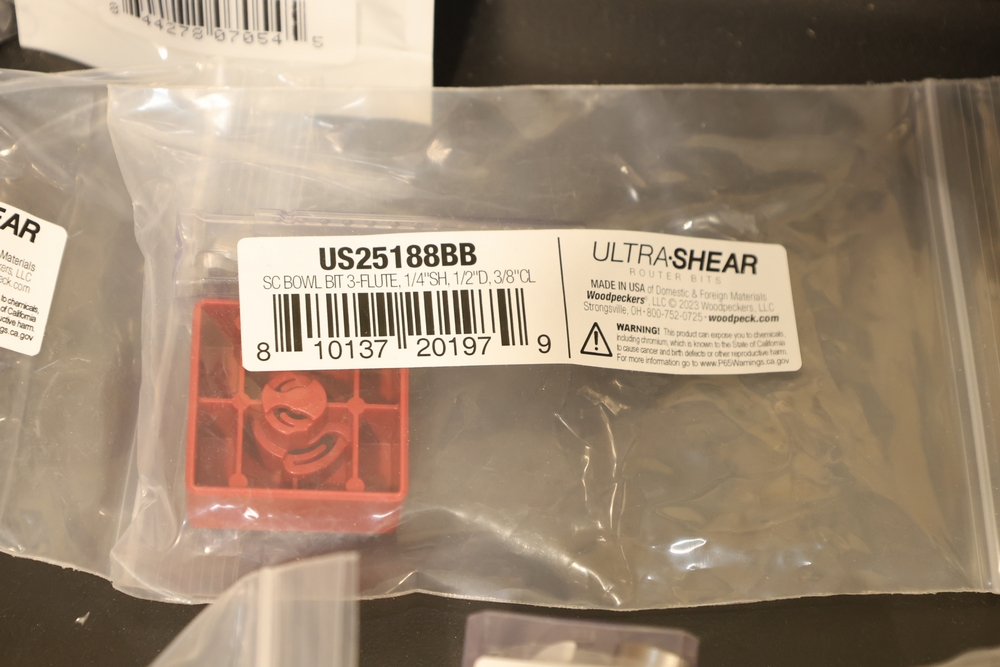 44278 07054 5
EAR
Materials
ers, LLC
eck.com
to chemicals,
of California
uctive harm.
gs.ca.gov
US25188BB
SC BOWL BIT 3-FLUTE, 1/4"SH, 1/2"D, 3/8"CL
8 10137 20197 9
ULTRA·SHEAR
ROUTER BITS
MADE IN USA of Domestic & Foreign Materials
Woodpeckers®, LLC © 2023 Woodpeckers, LLC
Strongsville, OH · 800-752-0725 · woodpeck.com
WARNING! This product can expose you to chemicals,
including chromium, which is known to the State of California
to cause cancer and birth defects or other reproductive harm.
For more information go to www.P65Warnings.ca.gov